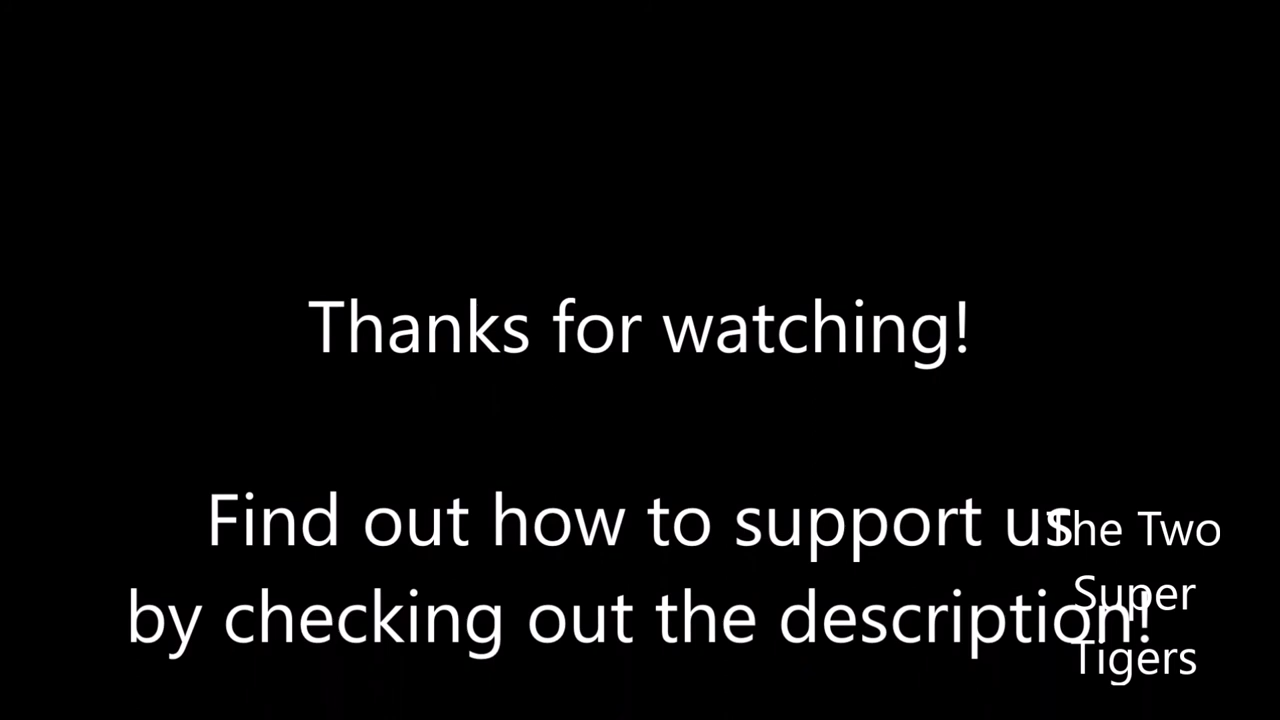 Thanks for watching!
Find out how to support us
by checking out the description!
The Two
Super
Tigers